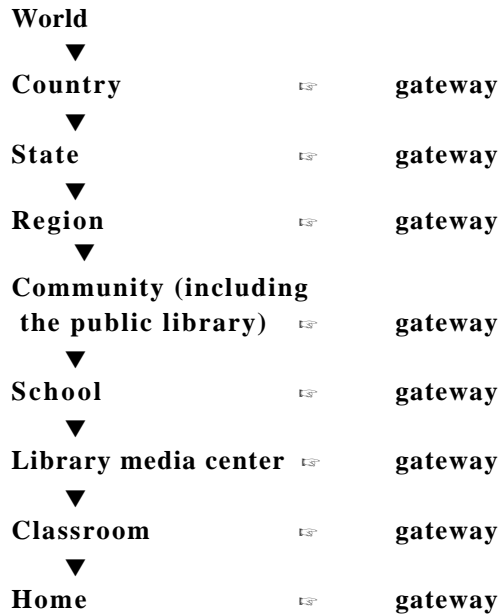 World
▼
Country ☞ gateway
▼
State ☞ gateway
▼
Region ☞ gateway
▼
Community (including
the public library) ☞ gateway
▼
School ☞ gateway
▼
Library media center ☞ gateway
▼
Classroom ☞ gateway
▼
Home ☞ gateway